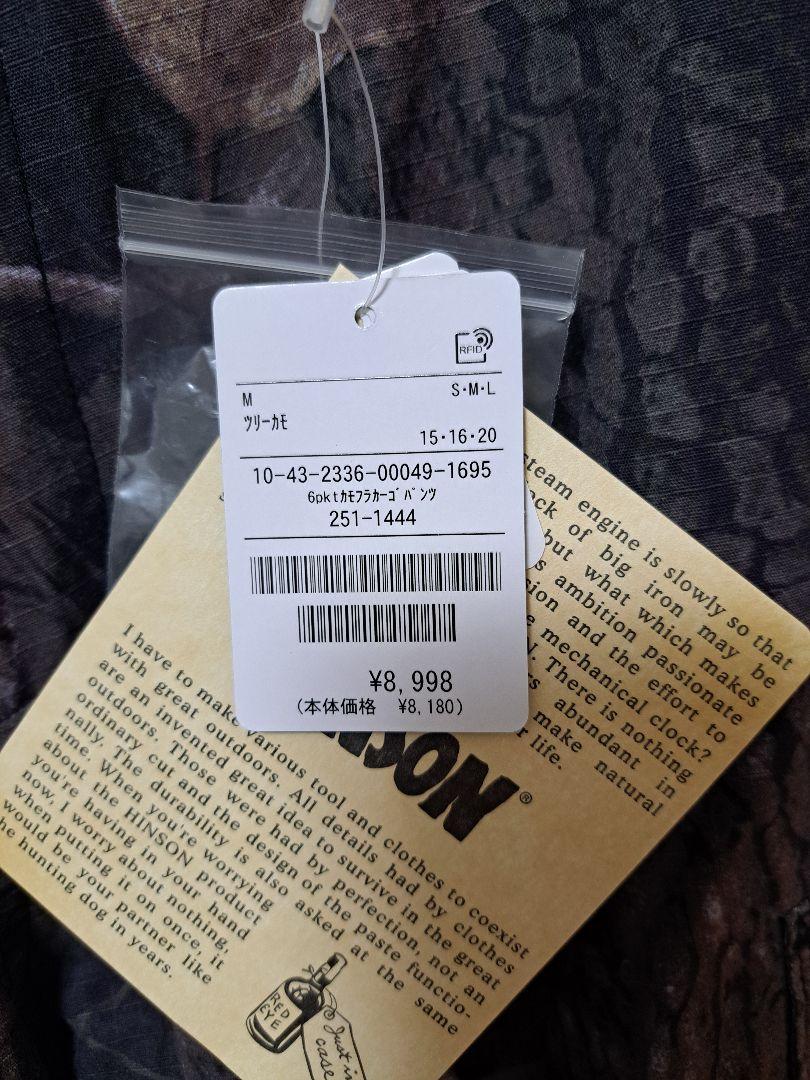 RFID
M
S・M・L
ツリーカモ
15・16・20
10-43-2336-00049-1695
6pktｶﾓﾌﾗｶｰｺﾞﾊﾟﾝﾂ
251-1444
¥8,998
(本体価格 ¥8,180)
steam engine is slowly so that
of big iron may be
but what which makes
ambition passionate
and the effort to
mechanical clock?
There is nothing
abundant in
make natural
life.
NSON®
I have to make various tool and clothes to coexist
with great outdoors. All details had by clothes
are an invented great idea to survive in the great
outdoors. Those were had by perfection, not an
ordinary cut and the design of the paste functio-
nally. The durability is also asked at the same
time. When you're worrying
about the HINSON product
you're having in your hand
now, I worry about nothing,
when putting it on once, it
would be your partner like
he hunting dog in years.
RED
EYE
Just in
case